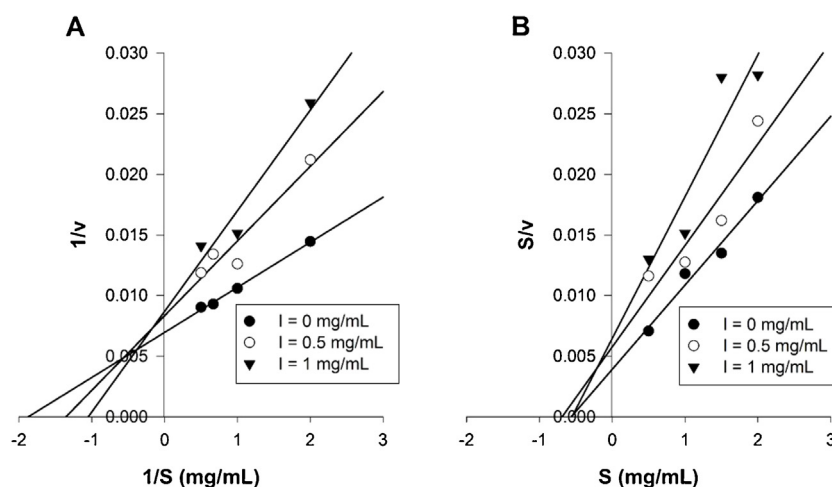 A
0.030
0.025
0.020
0.015
0.010
0.005
0.000
1/v
I = 0 mg/mL
I = 0.5 mg/mL
I = 1 mg/mL
-2 -1 0 1 2 3
1/S (mg/mL)
B
0.030
0.025
0.020
0.015
0.010
0.005
0.000
S/v
I = 0 mg/mL
I = 0.5 mg/mL
I = 1 mg/mL
-2 -1 0 1 2 3
S (mg/mL)